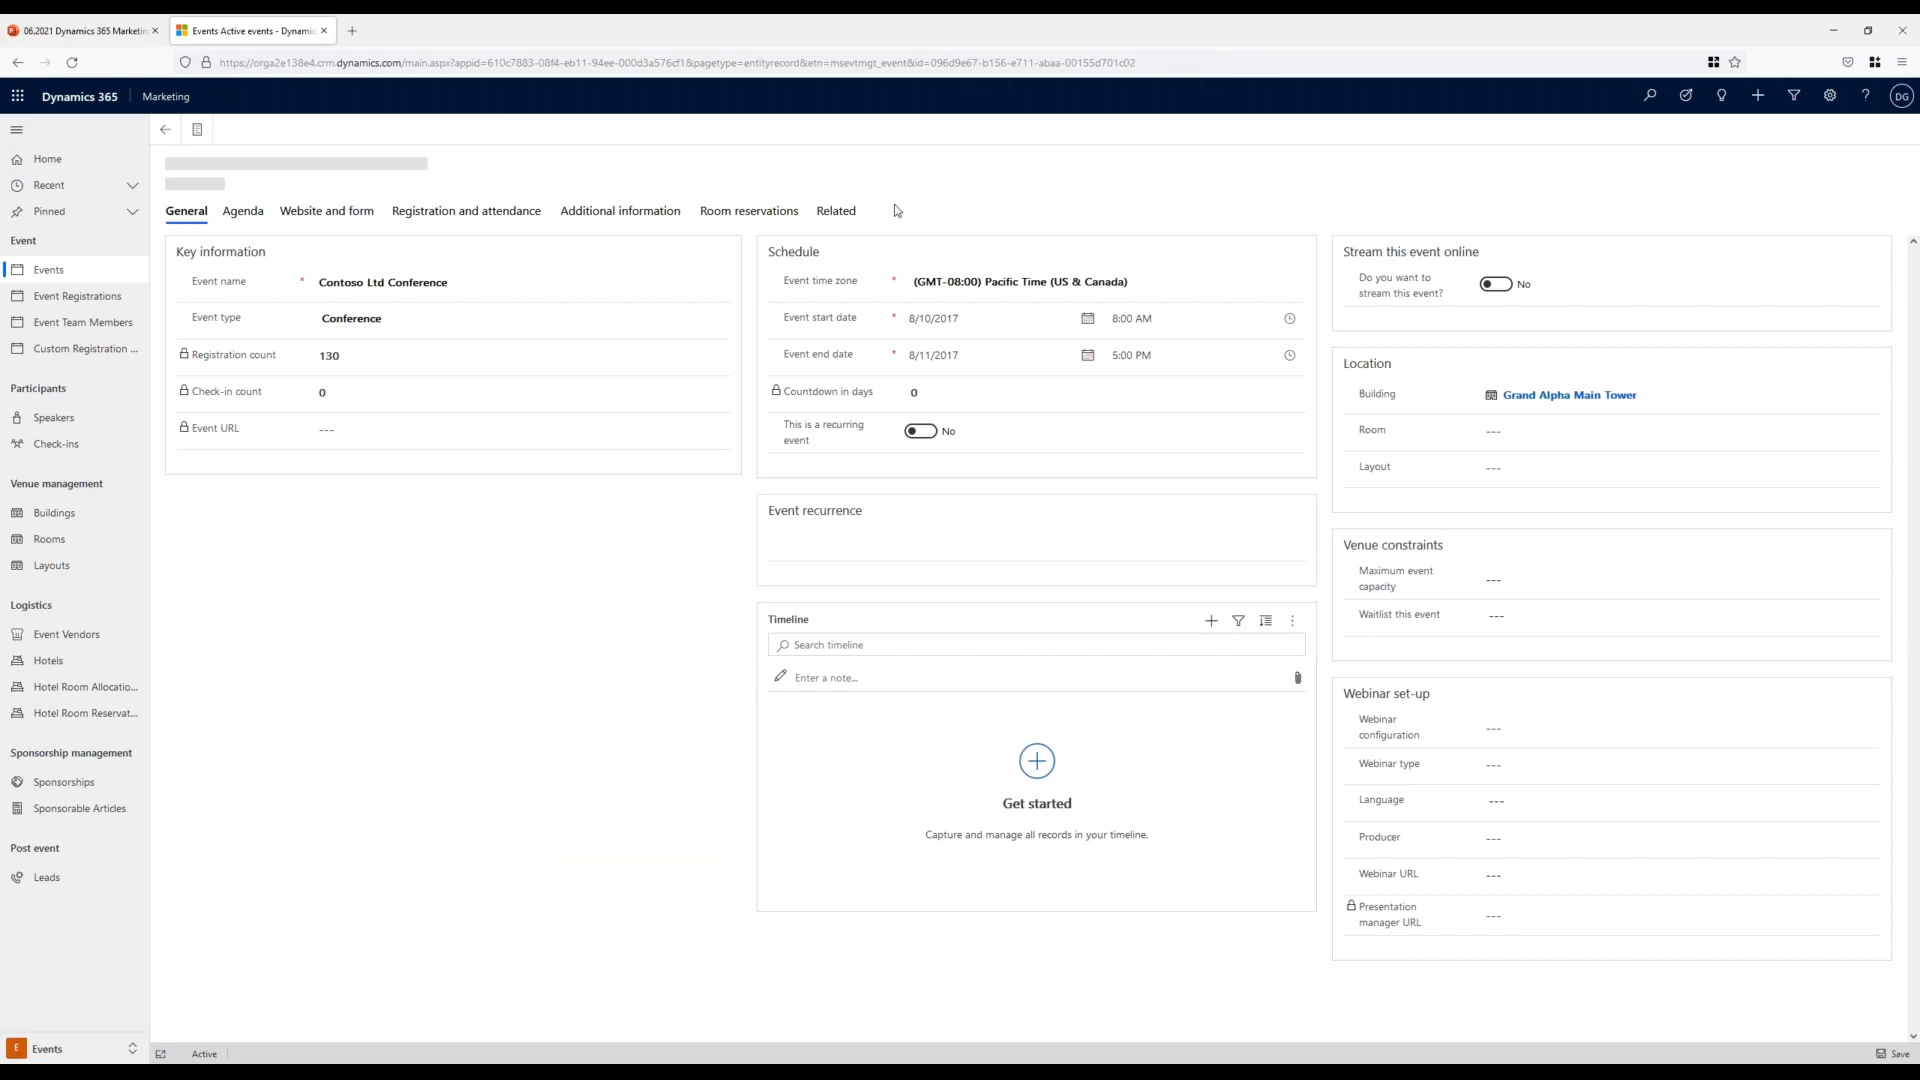 06.2021 Dynamics 365 Marketin
Events Active events - Dynamic
https://orga2e138e4.crm.dynamics.com/main.aspx?appid=610c7883-08f4-eb11-94ee-000d3a576cf1&pagetype=entityrecord&etn=msevtmgt_event&id=096d9e67-b156-e711-abaa-00155d701c02
Dynamics 365
Marketing
DG
Home
Recent
Pinned
Event
Events
Event Registrations
Event Team Members
Custom Registration ...
Participants
Speakers
Check-ins
Venue management
Buildings
Rooms
Layouts
Logistics
Event Vendors
Hotels
Hotel Room Allocatio...
Hotel Room Reservat...
Sponsorship management
Sponsorships
Sponsorable Articles
Post event
Leads
E Events
General
Agenda
Website and form
Registration and attendance
Additional information
Room reservations
Related
Key information
Event name * Contoso Ltd Conference
Event type Conference
Registration count 130
Check-in count 0
Event URL ---
Schedule
Event time zone * (GMT-08:00) Pacific Time (US & Canada)
Event start date * 8/10/2017 8:00 AM
Event end date * 8/11/2017 5:00 PM
Countdown in days 0
This is a recurring
event
No
Event recurrence
Timeline
Search timeline
Enter a note...
Get started
Capture and manage all records in your timeline.
Stream this event online
Do you want to
stream this event?
No
Location
Building Grand Alpha Main Tower
Room ---
Layout ---
Venue constraints
Maximum event
capacity
---
Waitlist this event ---
Webinar set-up
Webinar
configuration
---
Webinar type ---
Language ---
Producer ---
Webinar URL ---
Presentation
manager URL
---
Active
Save